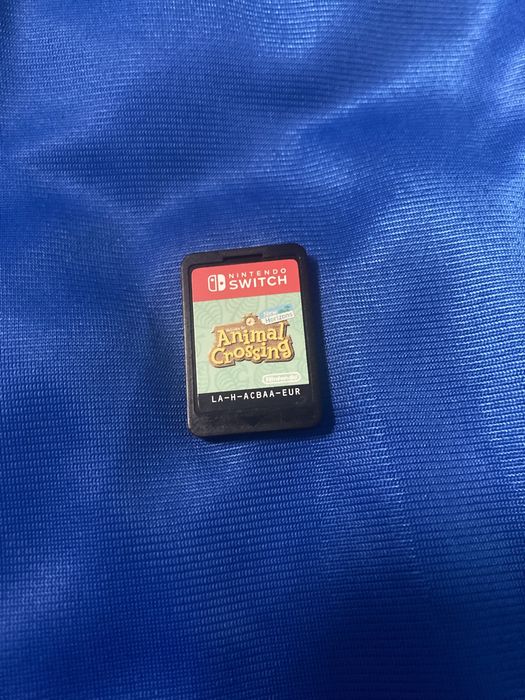 NINTENDO
SWITCH
New
Horizons
Animal
Crossing
Nintendo
LA-H-ACBAA-EUR